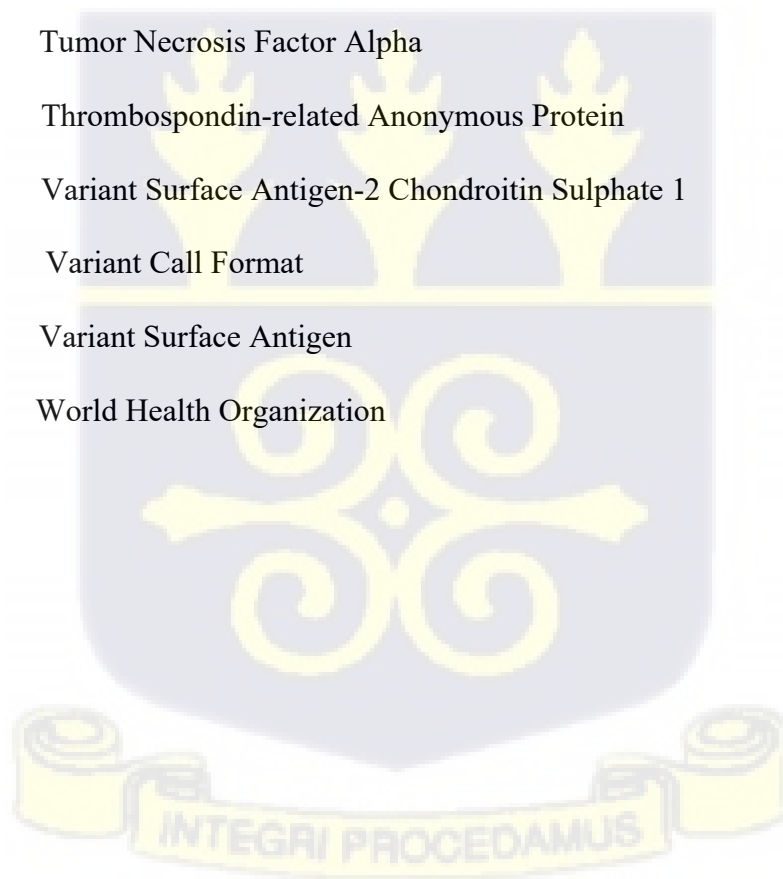 Tumor Necrosis Factor Alpha
Thrombospondin-related Anonymous Protein
Variant Surface Antigen-2 Chondroitin Sulphate 1
Variant Call Format
Variant Surface Antigen
World Health Organization
INTEGRI PROCEDAMUS